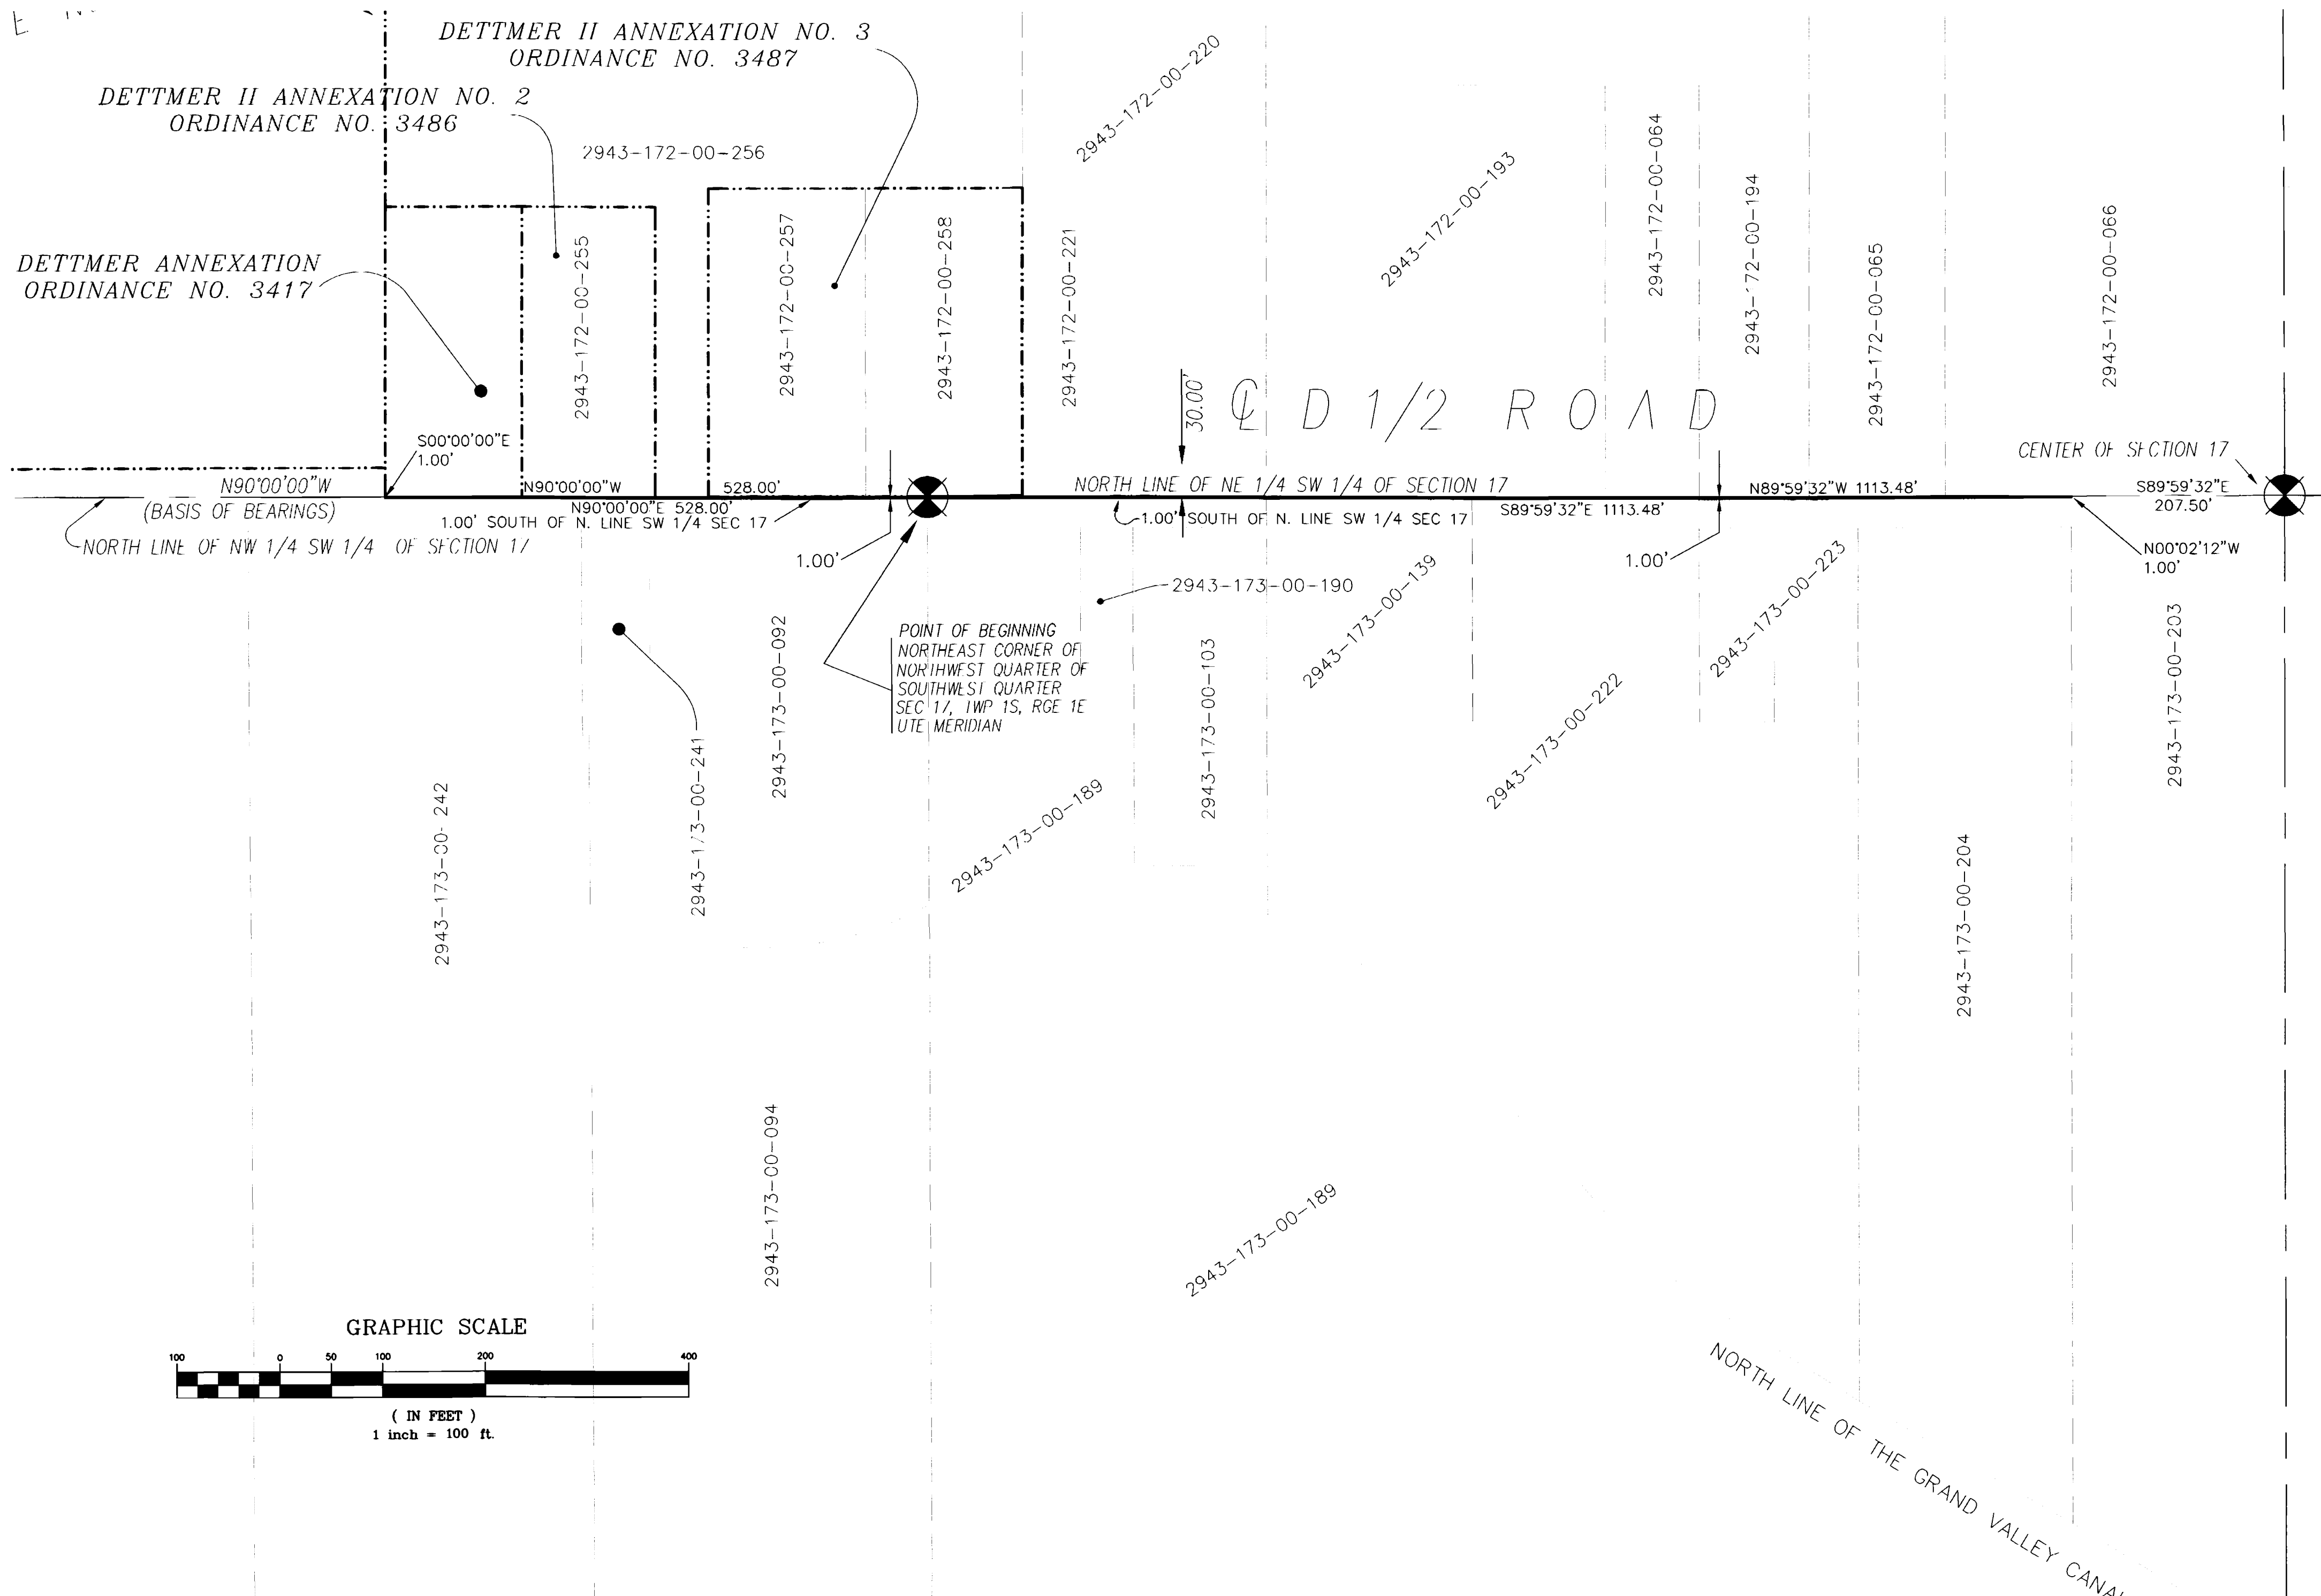 DETTMER II ANNEXATION NO. 3
ORDINANCE NO. 3487
DETTMER II ANNEXATION NO. 2
ORDINANCE NO. 3486
DETTMER ANNEXATION
ORDINANCE NO. 3417
2943-172-00-256
2943-172-00-255
2943-172-00-257
2943-172-00-258
2943-172-00-221
2943-172-00-220
2943-172-00-193
2943-172-00-064
2943-172-00-194
2943-172-00-065
2943-172-00-066
30.00'
℄ D 1/2 ROAD
CENTER OF SECTION 17
S00°00'00"E
1.00'
N90°00'00"W
(BASIS OF BEARINGS)
NORTH LINE OF NW 1/4 SW 1/4 OF SECTION 17
N90°00'00"W
528.00'
N90°00'00"E 528.00'
1.00' SOUTH OF N. LINE SW 1/4 SEC 17
1.00'
NORTH LINE OF NE 1/4 SW 1/4 OF SECTION 17
1.00' SOUTH OF N. LINE SW 1/4 SEC 17
S89°59'32"E 1113.48'
N89°59'32"W 1113.48'
1.00'
S89°59'32"E
207.50'
N00°02'12"W
1.00'
POINT OF BEGINNING
NORTHEAST CORNER OF
NORTHWEST QUARTER OF
SOUTHWEST QUARTER
SEC 17, TWP 1S, RGE 1E
UTE MERIDIAN
2943-173-00-190
2943-173-00-139
2943-173-00-223
2943-173-00-103
2943-173-00-222
2943-173-00-203
2943-173-00-092
2943-173-00-241
2943-173-00-242
2943-173-00-189
2943-173-00-204
2943-173-00-094
2943-173-00-189
GRAPHIC SCALE
100 0 50 100 200 400
( IN FEET )
1 inch = 100 ft.
NORTH LINE OF THE GRAND VALLEY CANAL